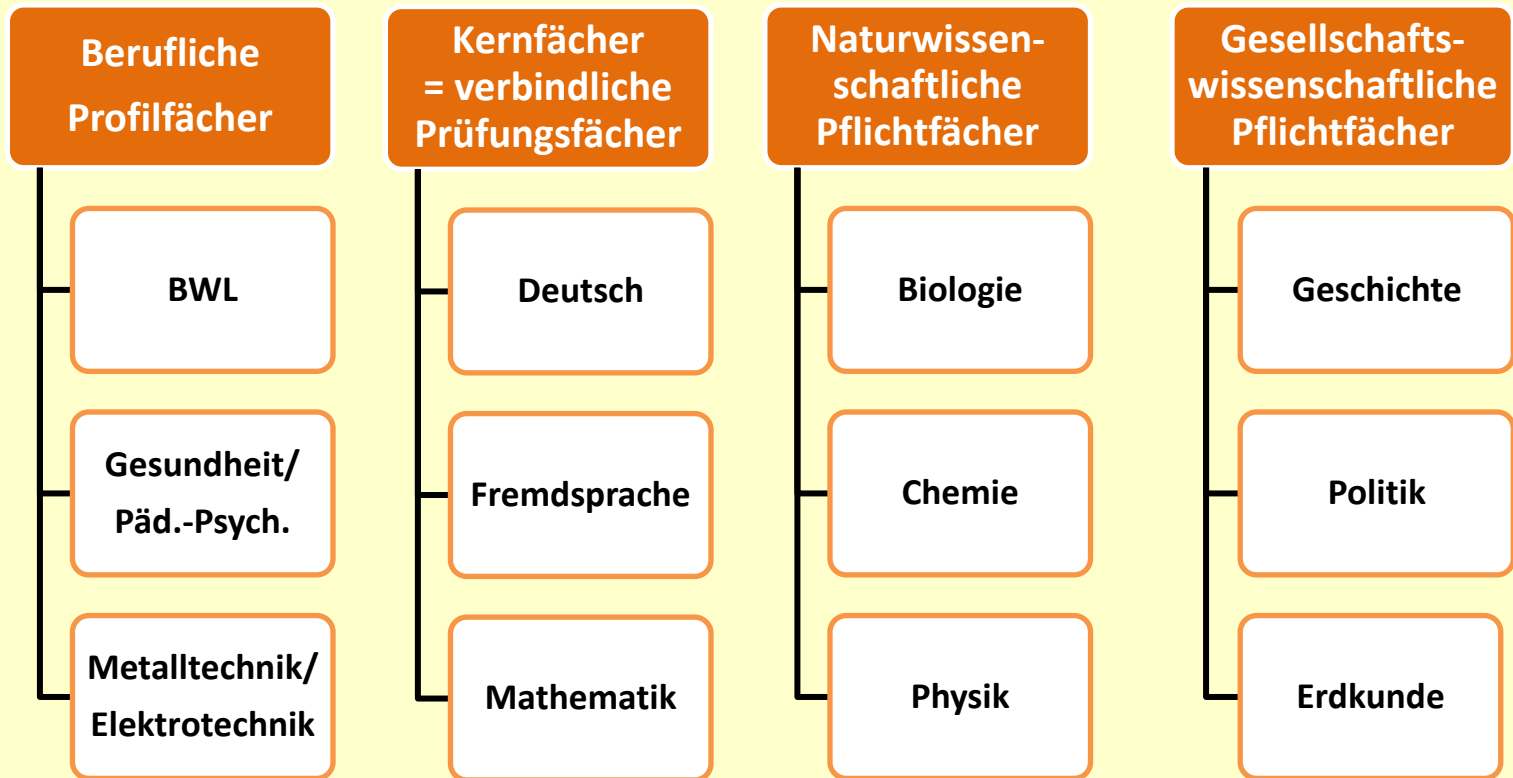 Berufliche
Profilfächer
BWL
Gesundheit/
Päd.-Psych.
Metalltechnik/
Elektrotechnik
Kernfächer
= verbindliche
Prüfungsfächer
Deutsch
Fremdsprache
Mathematik
Naturwissen-
schaftliche
Pflichtfächer
Biologie
Chemie
Physik
Gesellschafts-
wissenschaftliche
Pflichtfächer
Geschichte
Politik
Erdkunde